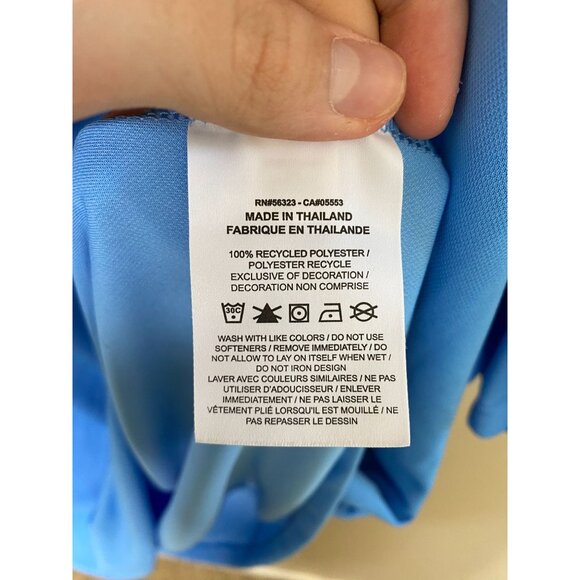 RN#56323 - CA#05553
MADE IN THAILAND
FABRIQUE EN THAILANDE
100% RECYCLED POLYESTER /
POLYESTER RECYCLE
EXCLUSIVE OF DECORATION /
DECORATION NON COMPRISE
30C
WASH WITH LIKE COLORS / DO NOT USE
SOFTENERS / REMOVE IMMEDIATELY / DO
NOT ALLOW TO LAY ON ITSELF WHEN WET /
DO NOT IRON DESIGN
LAVER AVEC COULEURS SIMILAIRES / NE PAS
UTILISER D'ADOUCISSEUR / ENLEVER
IMMEDIATEMENT / NE PAS LAISSER LE
VÊTEMENT PLIÉ LORSQU'IL EST MOUILLÉ / NE
PAS REPASSER LE DESSIN